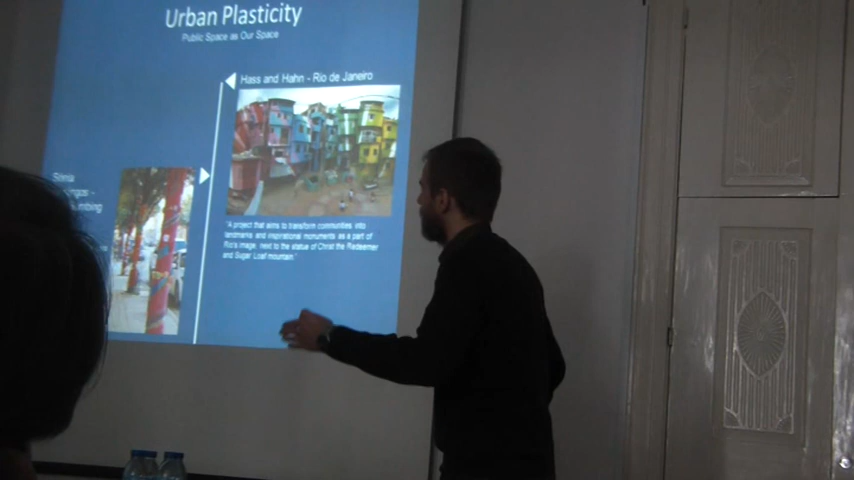 Urban Plasticity
Public Space as Our Space
Hass and Hahn - Rio de Janeiro
"A project that aims to transform communities into
landmarks and inspirational monuments as a part of
Rio's image, next to the statue of Christ the Redeemer
and Sugar Loaf mountain."